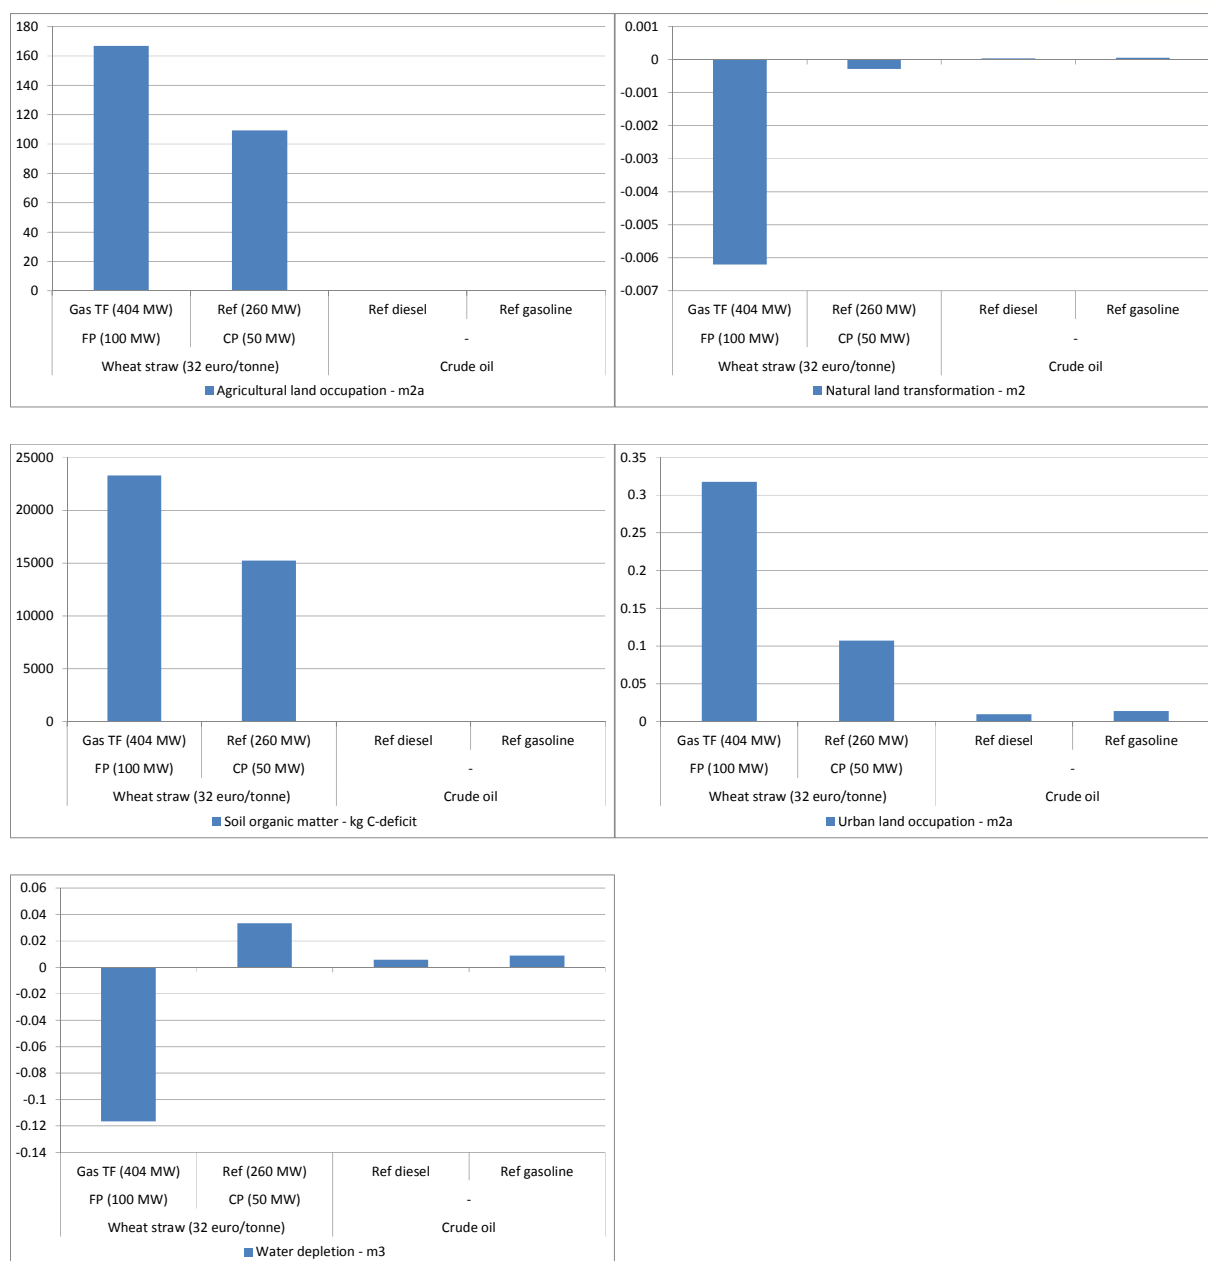 180
160
140
120
100
80
60
40
20
0
Gas TF (404 MW) Ref (260 MW) Ref diesel Ref gasoline
FP (100 MW) CP (50 MW) -
Wheat straw (32 euro/tonne) Crude oil
Agricultural land occupation - m2a
0.001
0
-0.001
-0.002
-0.003
-0.004
-0.005
-0.006
-0.007
Gas TF (404 MW) Ref (260 MW) Ref diesel Ref gasoline
FP (100 MW) CP (50 MW) -
Wheat straw (32 euro/tonne) Crude oil
Natural land transformation - m2
25000
20000
15000
10000
5000
0
Gas TF (404 MW) Ref (260 MW) Ref diesel Ref gasoline
FP (100 MW) CP (50 MW) -
Wheat straw (32 euro/tonne) Crude oil
Soil organic matter - kg C-deficit
0.35
0.3
0.25
0.2
0.15
0.1
0.05
0
Gas TF (404 MW) Ref (260 MW) Ref diesel Ref gasoline
FP (100 MW) CP (50 MW) -
Wheat straw (32 euro/tonne) Crude oil
Urban land occupation - m2a
0.06
0.04
0.02
0
-0.02
-0.04
-0.06
-0.08
-0.1
-0.12
-0.14
Gas TF (404 MW) Ref (260 MW) Ref diesel Ref gasoline
FP (100 MW) CP (50 MW) -
Wheat straw (32 euro/tonne) Crude oil
Water depletion - m3